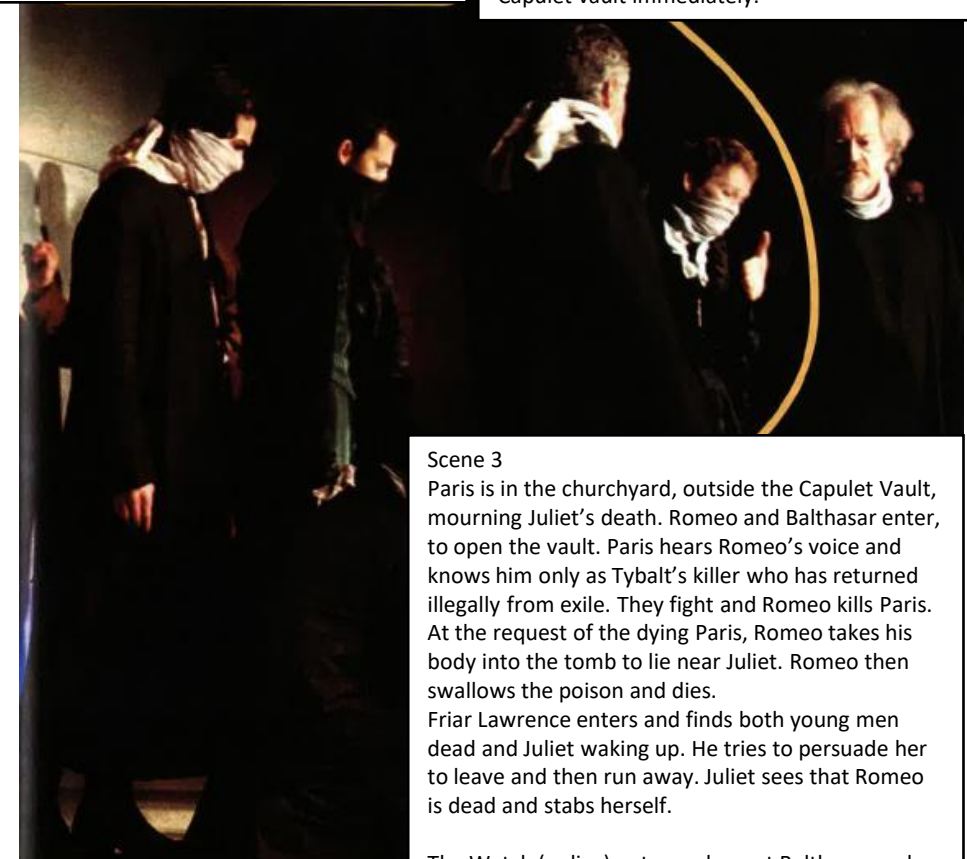 Capulet vault immediately!
Scene 3
Paris is in the churchyard, outside the Capulet Vault,
mourning Juliet’s death. Romeo and Balthasar enter,
to open the vault. Paris hears Romeo’s voice and
knows him only as Tybalt’s killer who has returned
illegally from exile. They fight and Romeo kills Paris.
At the request of the dying Paris, Romeo takes his
body into the tomb to lie near Juliet. Romeo then
swallows the poison and dies.
Friar Lawrence enters and finds both young men
dead and Juliet waking up. He tries to persuade her
to leave and then run away. Juliet sees that Romeo
is dead and stabs herself.